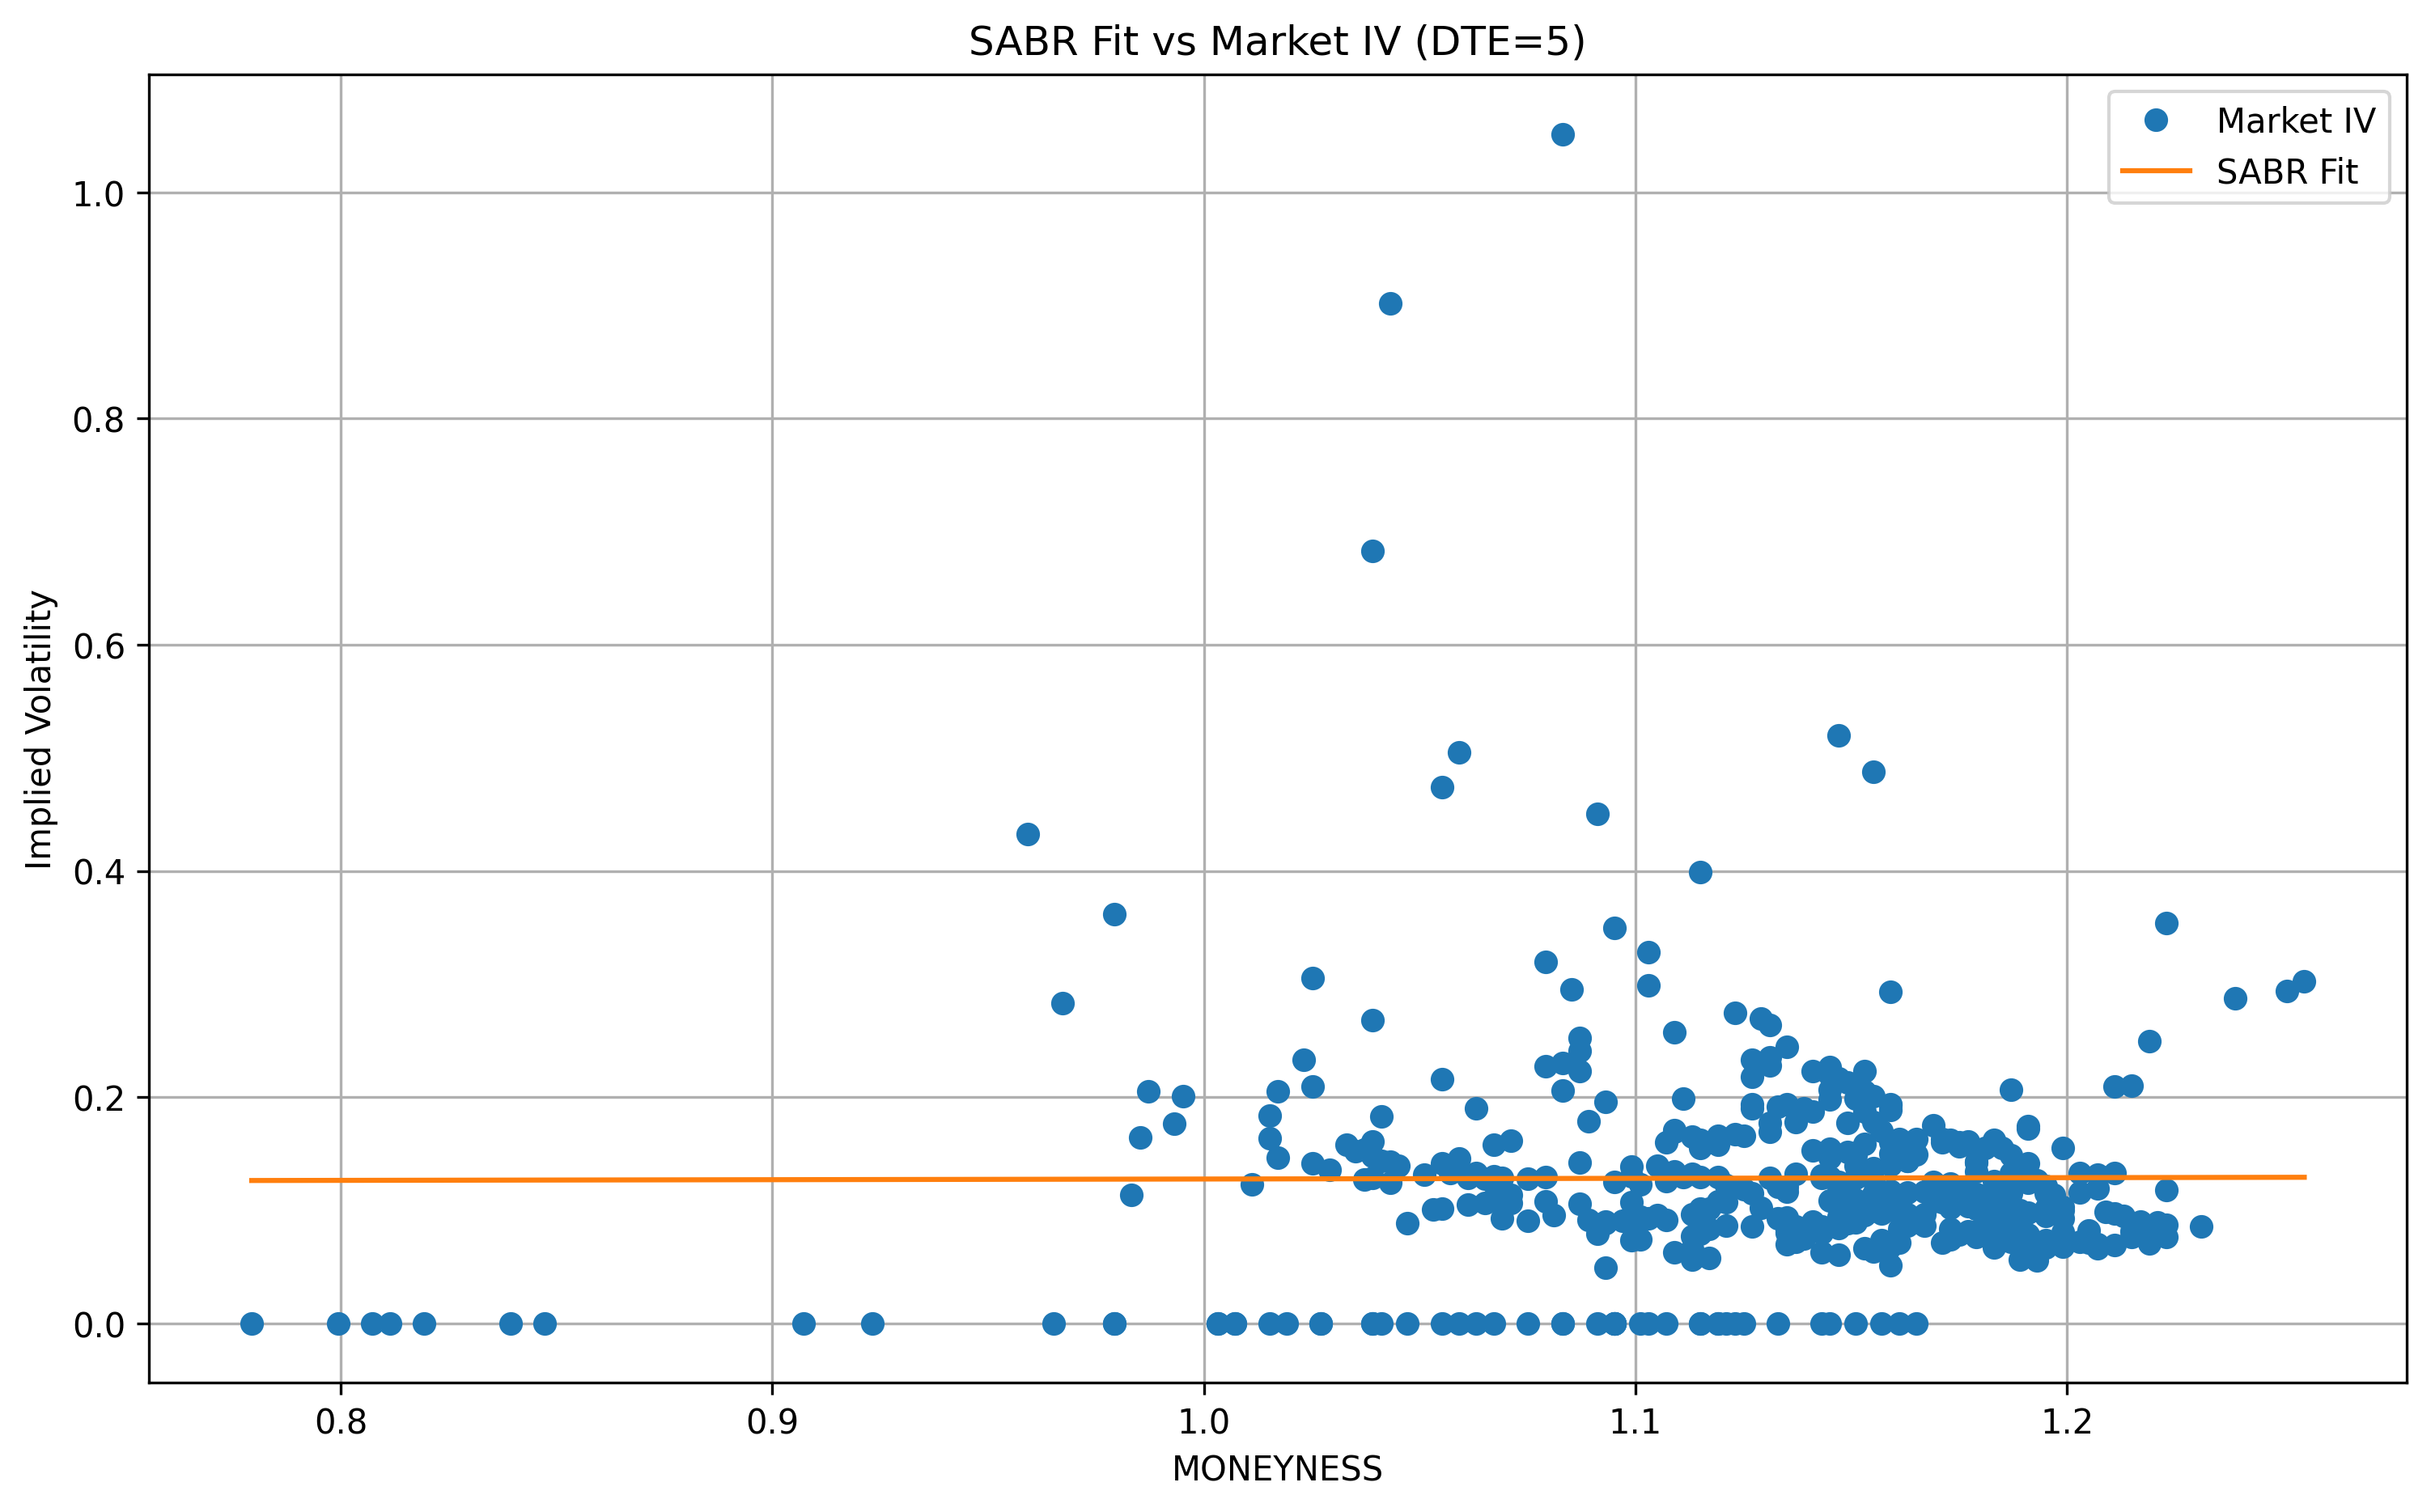 SABR Fit vs Market IV (DTE=5)
Market IV
SABR Fit
1.0
0.8
0.6
0.4
0.2
0.0
Implied Volatility
0.8 0.9 1.0 1.1 1.2
MONEYNESS